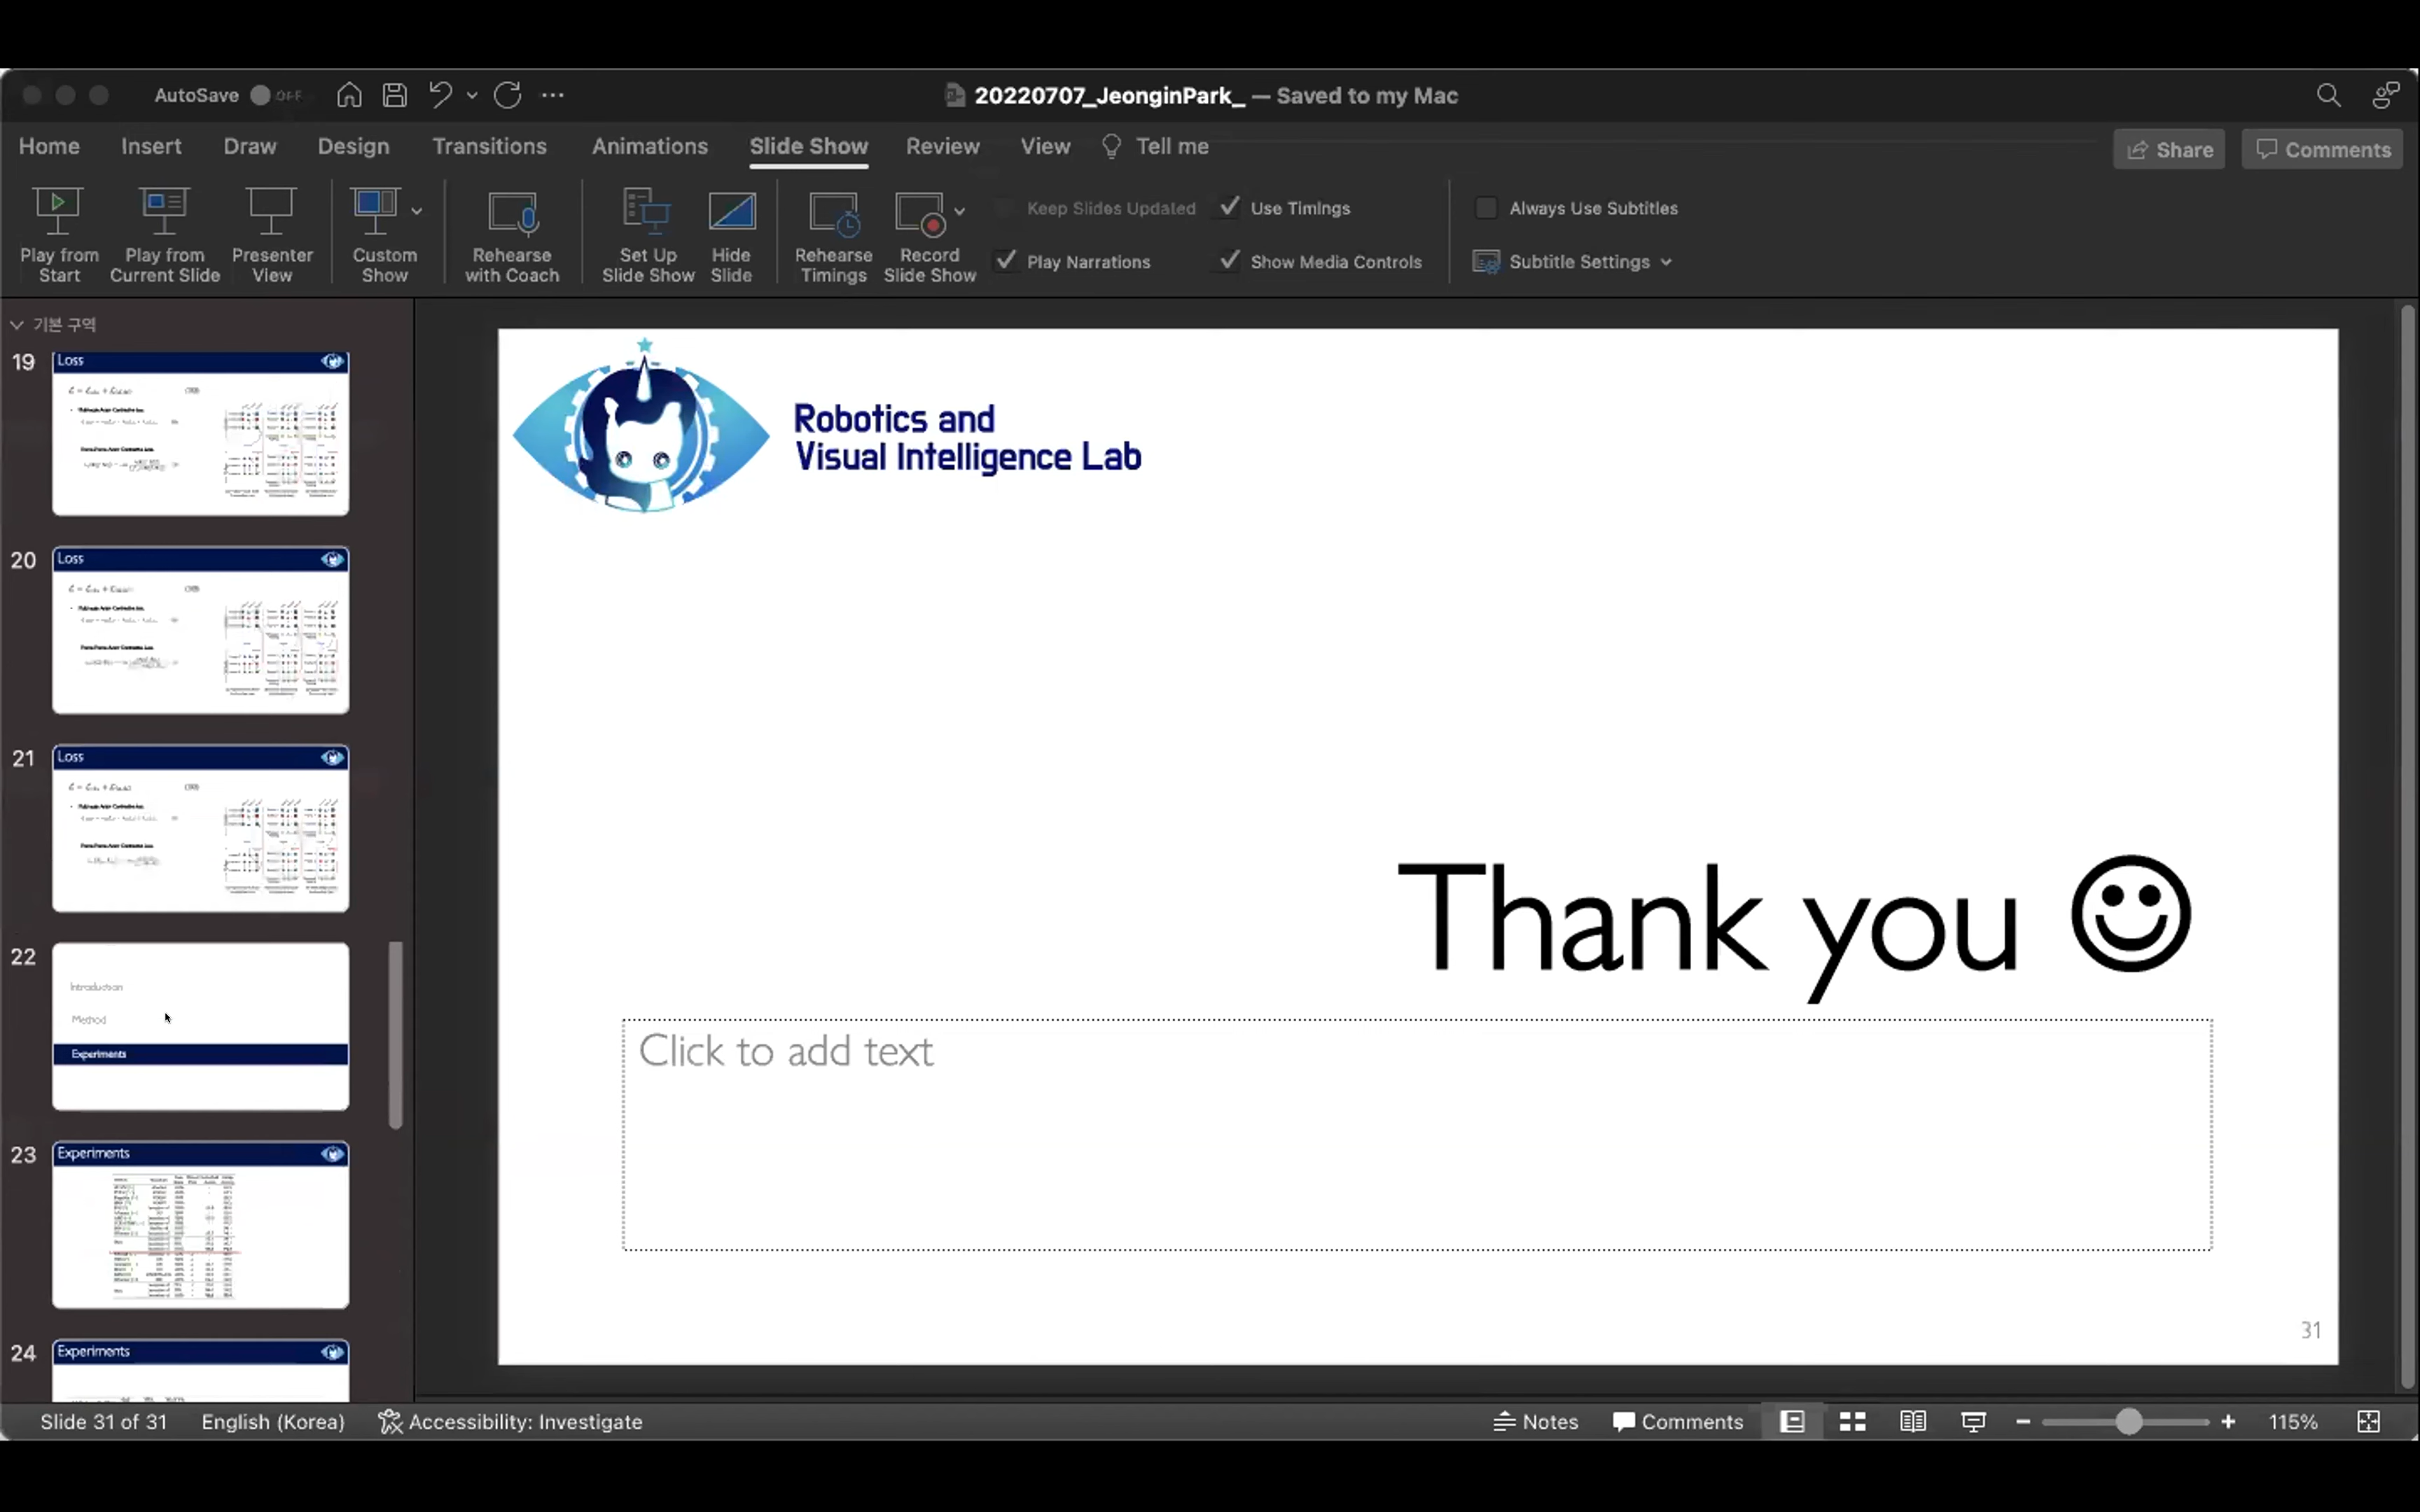 AutoSave OFF
20220707_JeonginPark_ — Saved to my Mac
Home Insert Draw Design Transitions Animations Slide Show Review View Tell me
Share Comments
Play from Start
Play from Current Slide
Presenter View
Custom Show
Rehearse with Coach
Set Up Slide Show
Hide Slide
Rehearse Timings
Record Slide Show
Keep Slides Updated
Play Narrations
Use Timings
Show Media Controls
Always Use Subtitles
Subtitle Settings
기본 구역
19
Loss
20
Loss
21
Loss
22
Introduction
Method
Experiments
23
Experiments
24
Experiments
Robotics and
Visual Intelligence Lab
Thank you
Click to add text
31
Slide 31 of 31 English (Korea) Accessibility: Investigate
Notes Comments 115%